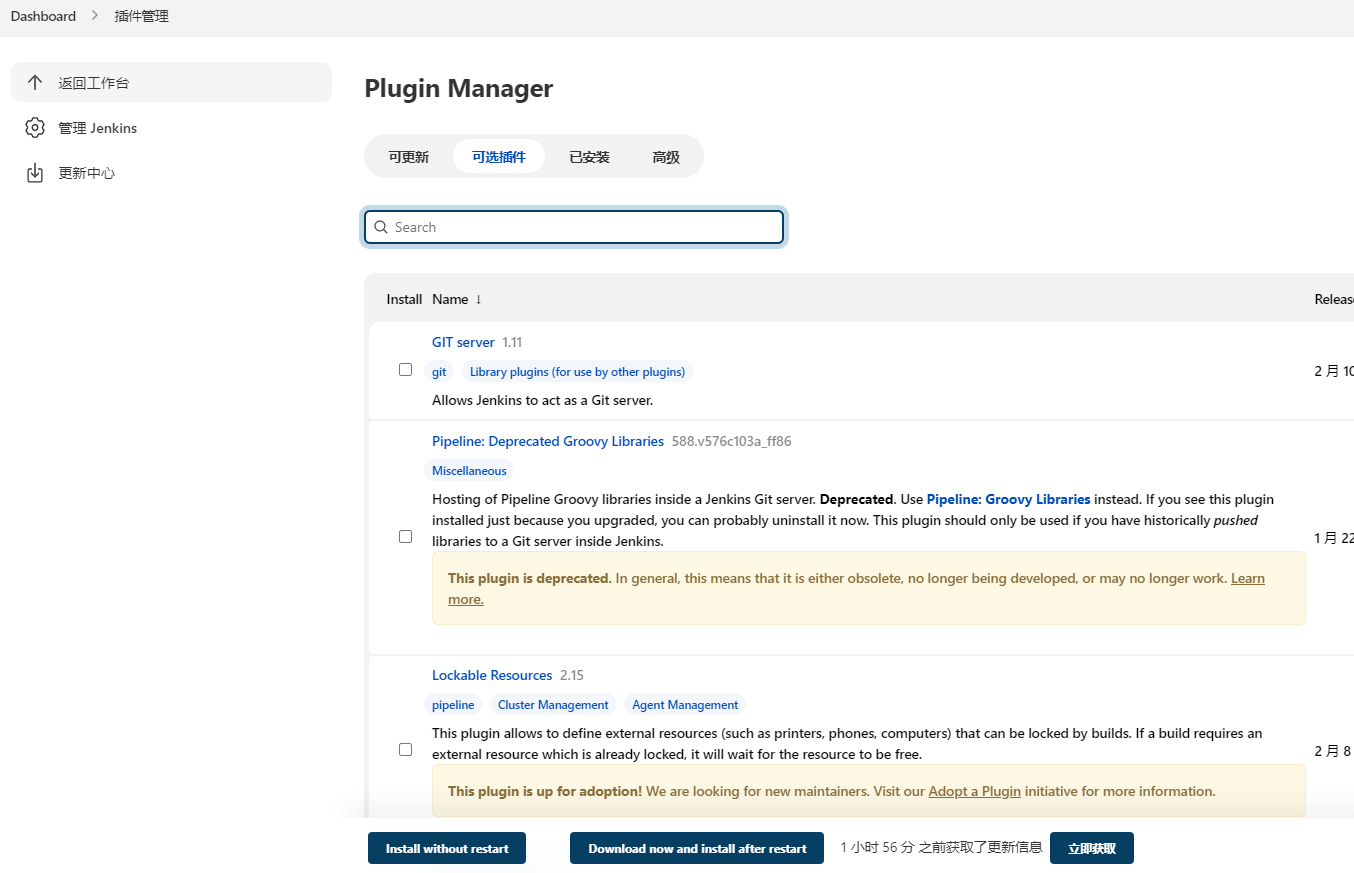 Dashboard
插件管理
返回工作台
管理 Jenkins
更新中心
Plugin Manager
可更新
可选插件
已安装
高级
Search
Install Name ↓
GIT server 1.11
git Library plugins (for use by other plugins)
Allows Jenkins to act as a Git server.
2 月 10
Pipeline: Deprecated Groovy Libraries 588.v576c103a_ff86
Miscellaneous
Hosting of Pipeline Groovy libraries inside a Jenkins Git server. Deprecated. Use Pipeline: Groovy Libraries instead. If you see this plugin
installed just because you upgraded, you can probably uninstall it now. This plugin should only be used if you have historically pushed
libraries to a Git server inside Jenkins.
1 月 22
This plugin is deprecated. In general, this means that it is either obsolete, no longer being developed, or may no longer work. Learn
more.
Lockable Resources 2.15
pipeline Cluster Management Agent Management
This plugin allows to define external resources (such as printers, phones, computers) that can be locked by builds. If a build requires an
external resource which is already locked, it will wait for the resource to be free.
2 月 8
This plugin is up for adoption! We are looking for new maintainers. Visit our Adopt a Plugin initiative for more information.
Install without restart
Download now and install after restart
1 小时 56 分 之前获取了更新信息
立即获取